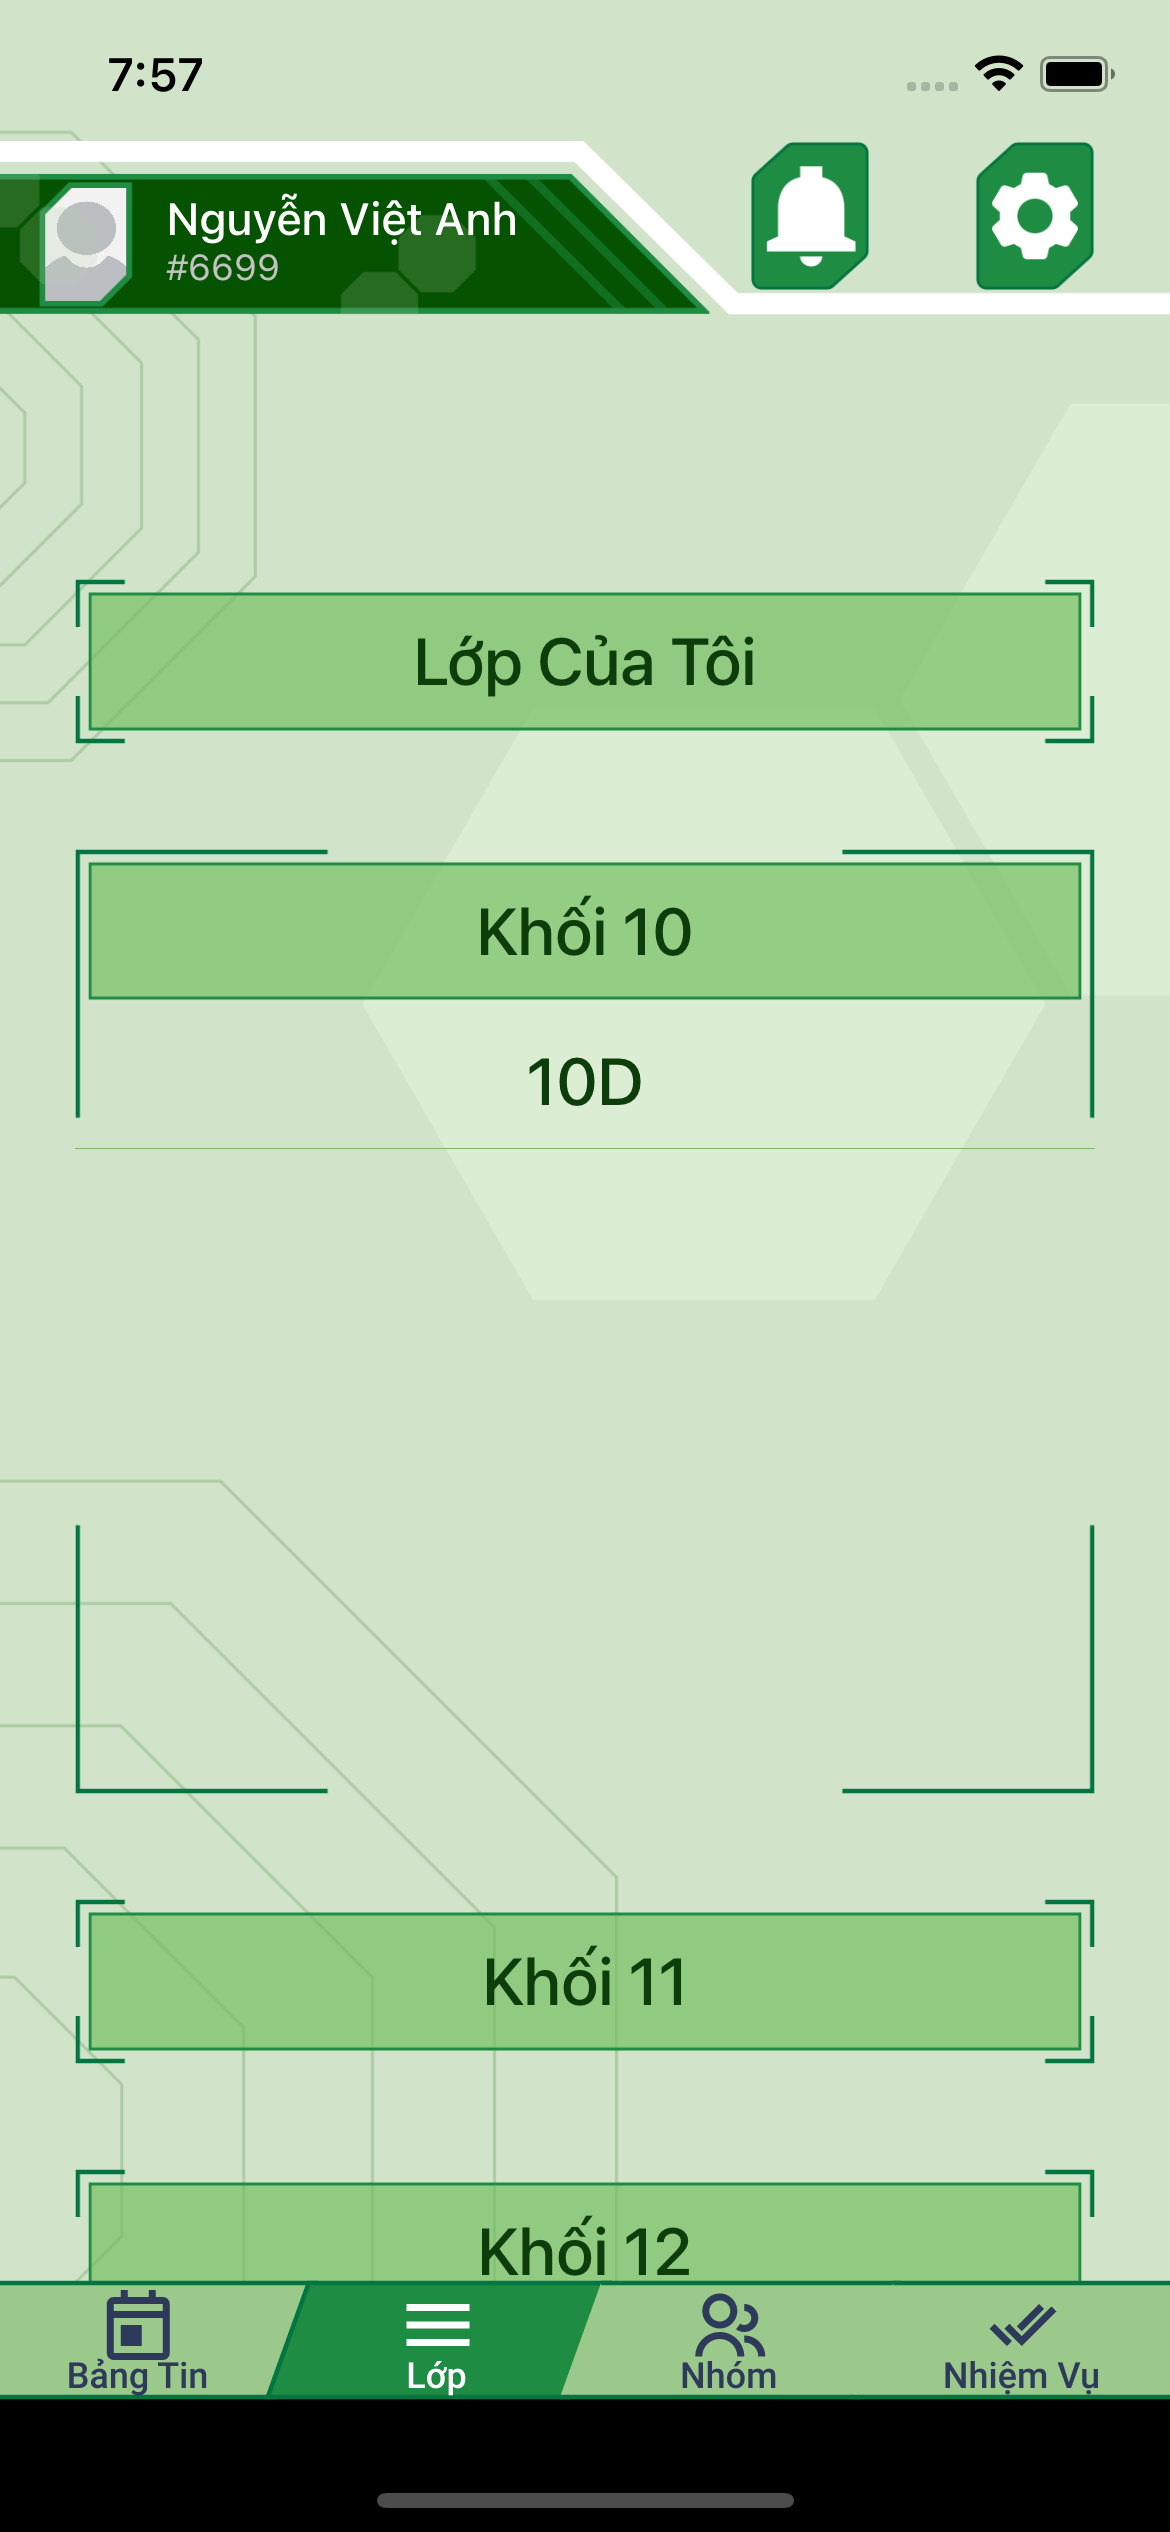 7:57
Nguyễn Việt Anh
#6699
Lớp Của Tôi
Khối 10
10D
Khối 11
Khối 12
Bảng Tin
Lớp
Nhóm
Nhiệm Vụ